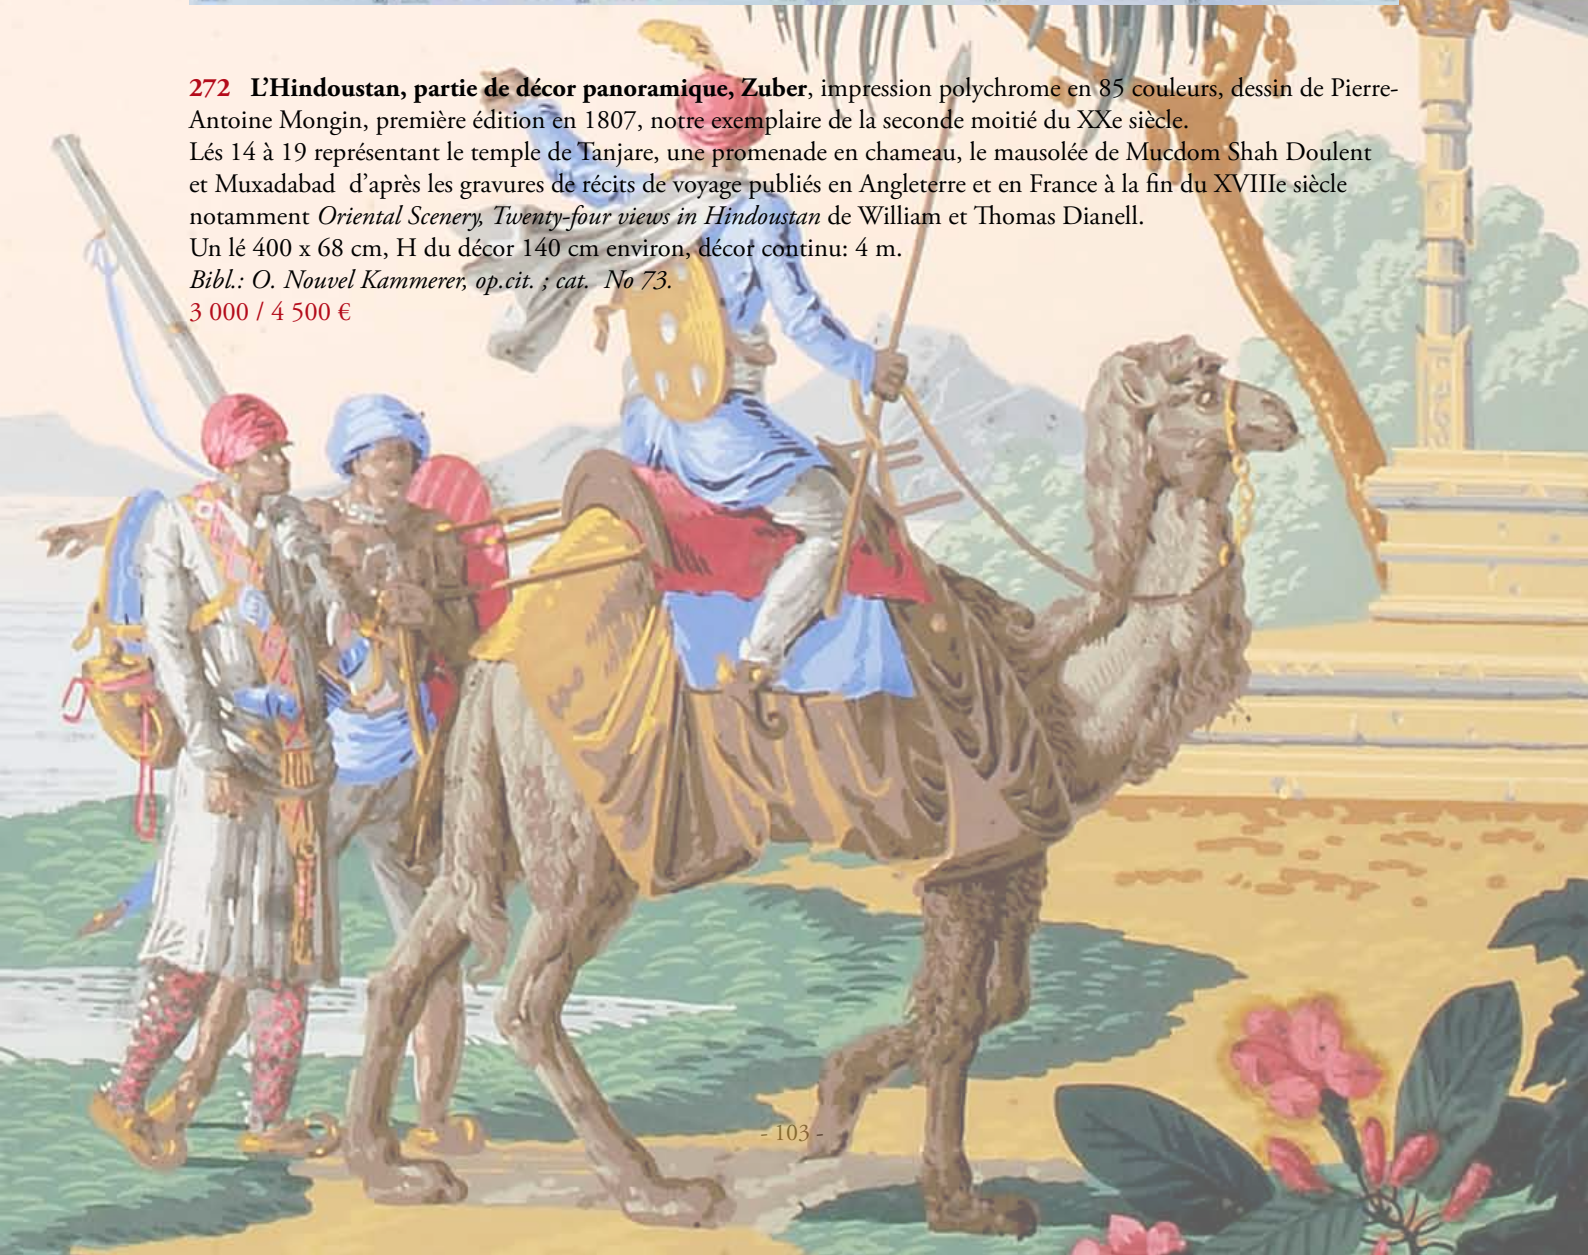 272 L’Hindoustan, partie de décor panoramique, Zuber, impression polychrome en 85 couleurs, dessin de Pierre-
Antoine Mongin, première édition en 1807, notre exemplaire de la seconde moitié du XXe siècle.
Lés 14 à 19 représentant le temple de Tanjare, une promenade en chameau, le mausolée de Mucdom Shah Doulent
et Muxadabad d’après les gravures de récits de voyage publiés en Angleterre et en France à la fin du XVIIIe siècle
notamment Oriental Scenery, Twenty-four views in Hindoustan de William et Thomas Dianell.
Un lé 400 x 68 cm, H du décor 140 cm environ, décor continu: 4 m.
Bibl.: O. Nouvel Kammerer, op.cit. ; cat. No 73.
3 000 / 4 500 €
- 103 -